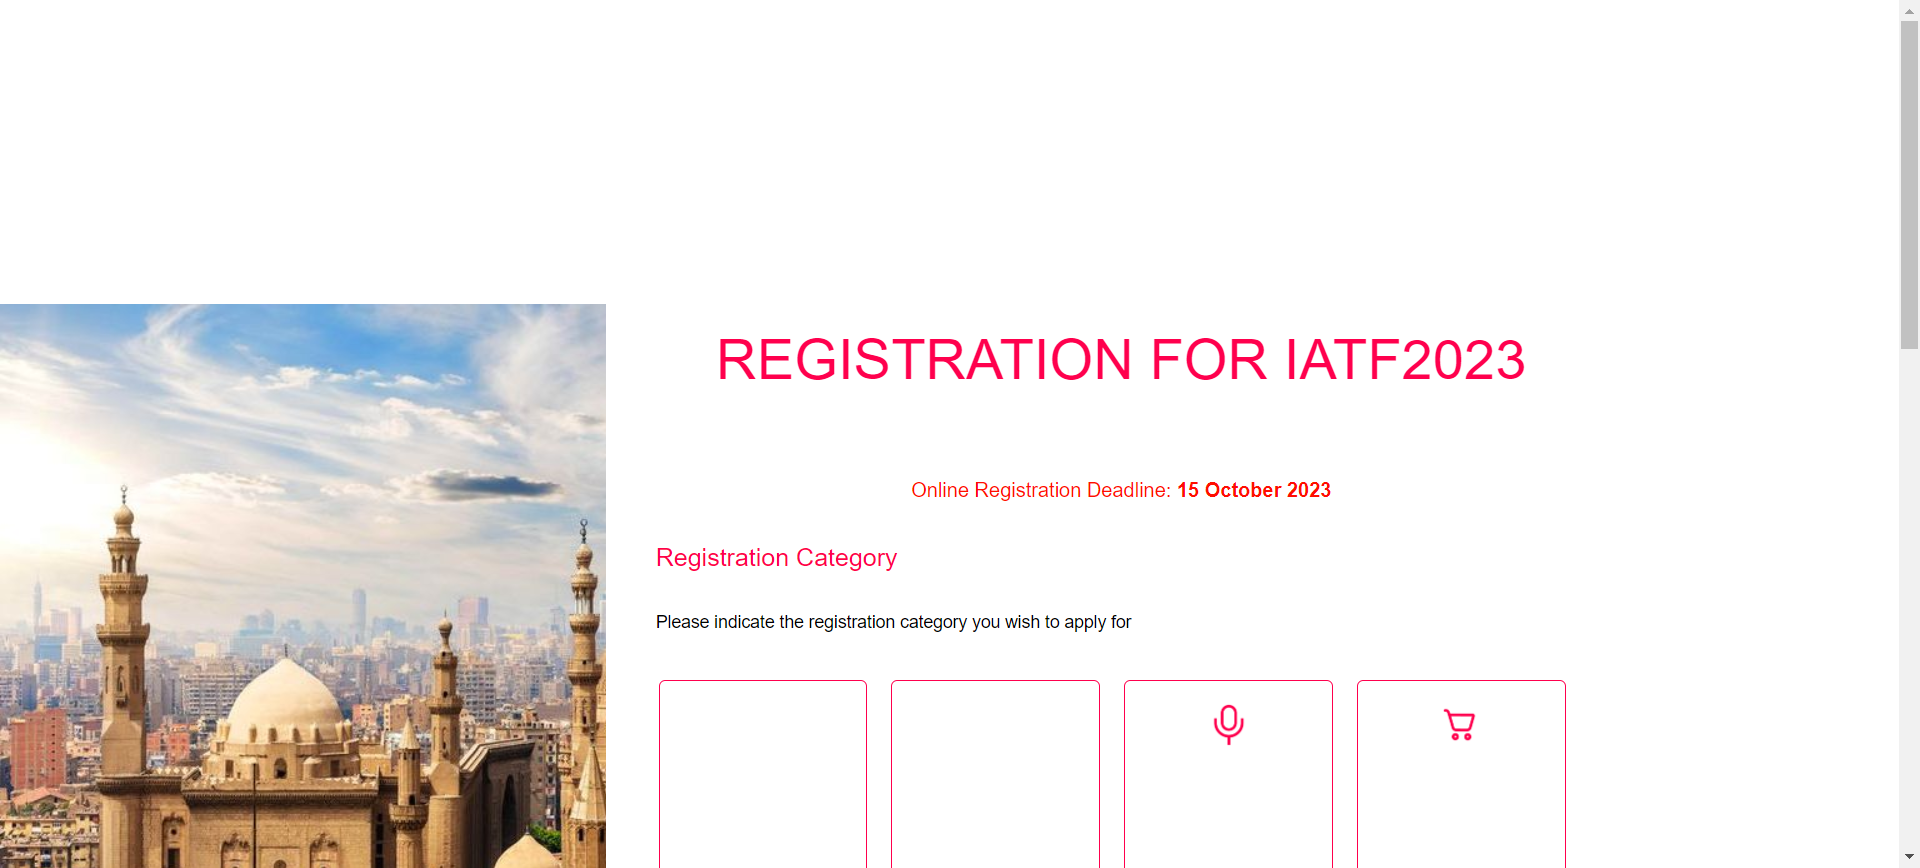 REGISTRATION FOR IATF2023
Online Registration Deadline: 15 October 2023
Registration Category
Please indicate the registration category you wish to apply for